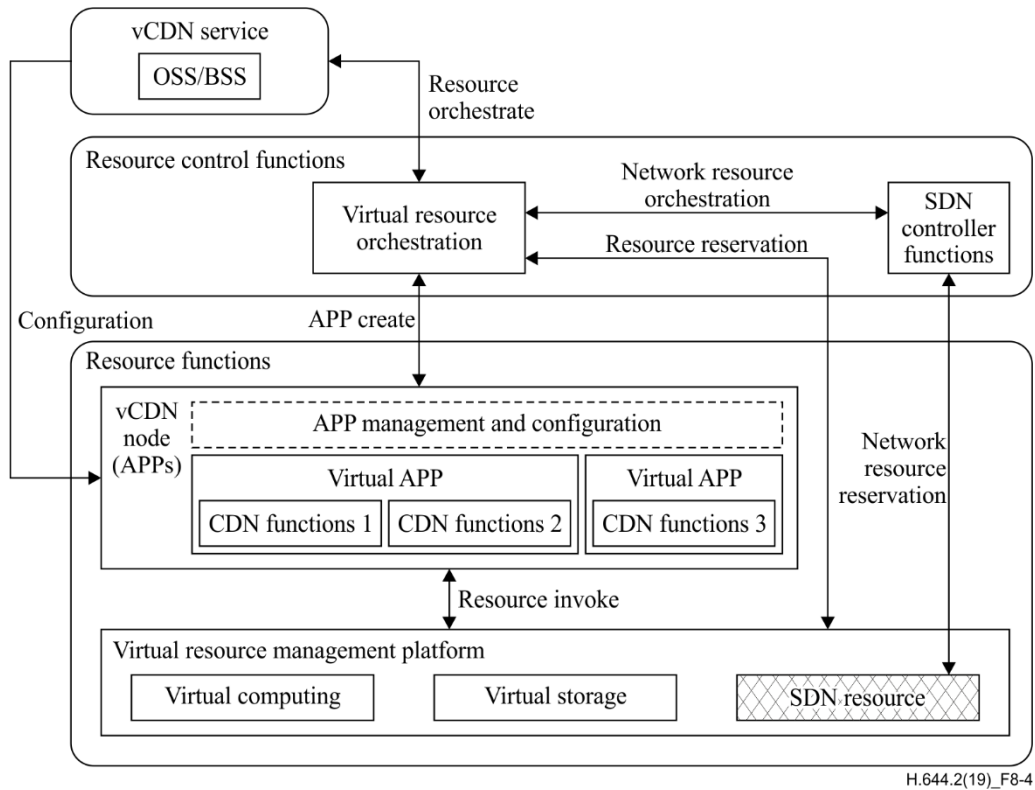 vCDN service
OSS/BSS
Resource
orchestrate
Resource control functions
Virtual resource
orchestration
Network resource
orchestration
Resource reservation
SDN
controller
functions
Configuration
APP create
Resource functions
vCDN
node
(APPs)
APP management and configuration
Virtual APP
CDN functions 1
CDN functions 2
Virtual APP
CDN functions 3
Network
resource
reservation
Resource invoke
Virtual resource management platform
Virtual computing
Virtual storage
SDN resource
H.644.2(19)_F8-4